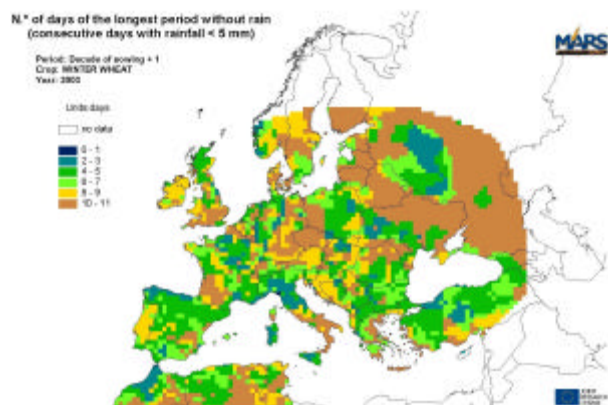 N.° of days of the longest period without rain
(consecutive days with rainfall < 5 mm)
MARS
Period: Decade of sowing + 1
Crop: WINTER WHEAT
Year: 2003
Units days
no data
0 - 1
2 - 3
4 - 5
6 - 7
8 - 9
10 - 11